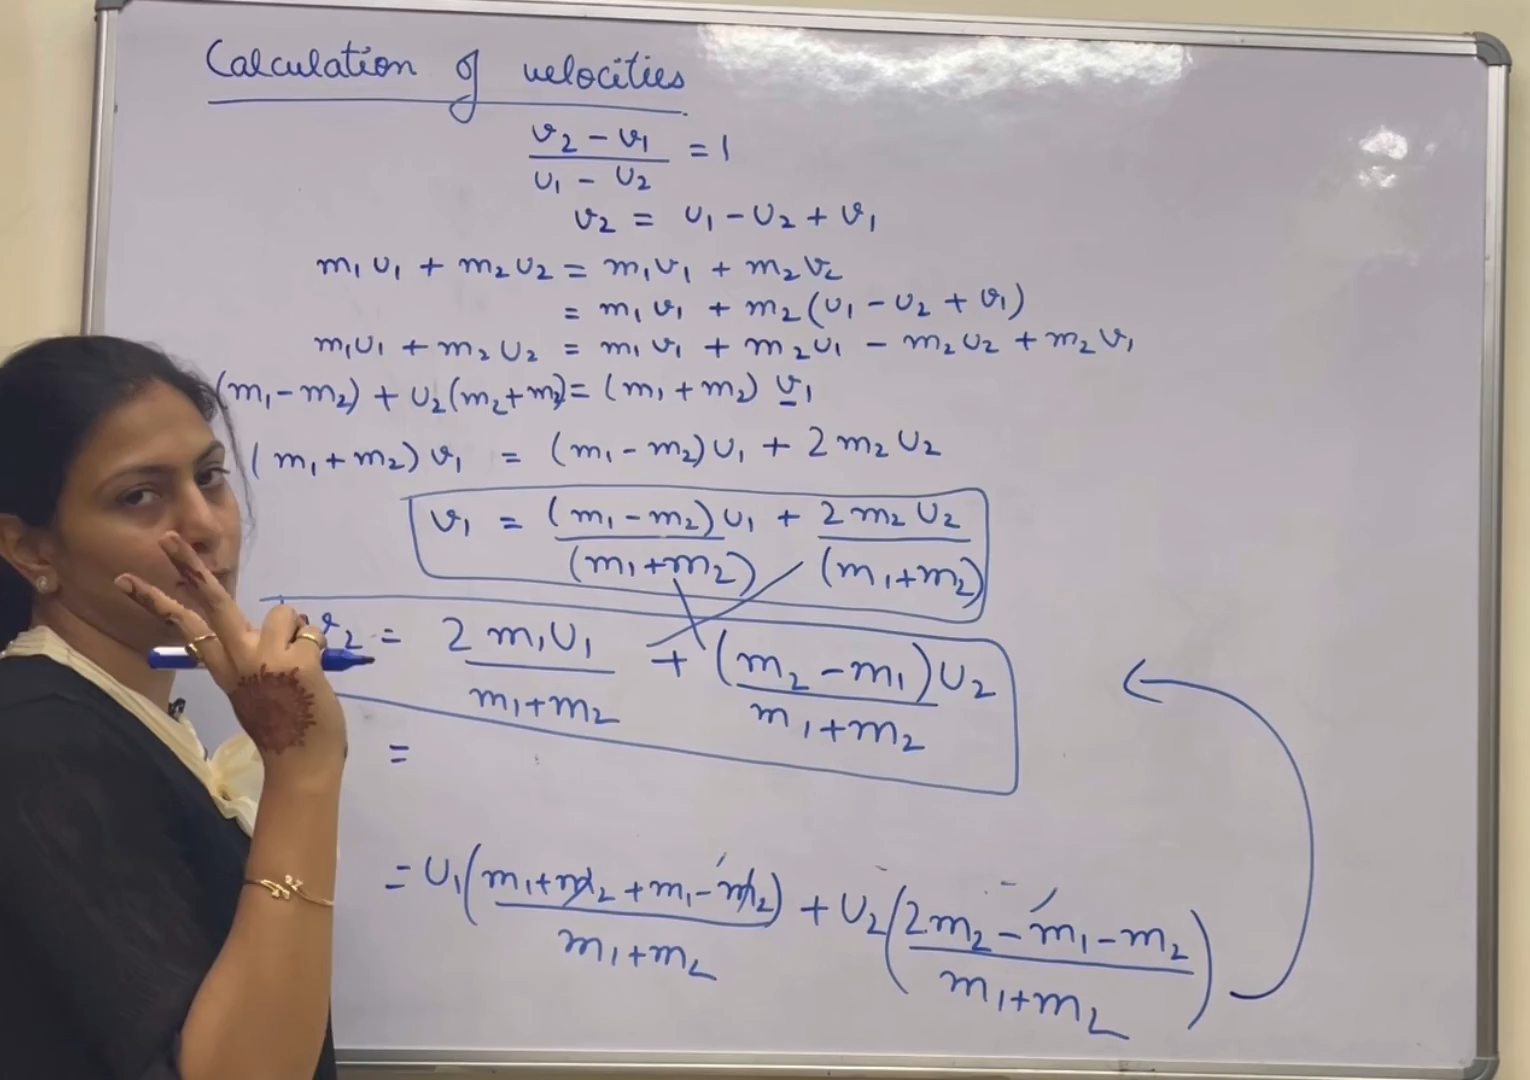 Calculation of velocities
v₂ - v₁ / U₁ - U₂ = 1
v₂ = U₁ - U₂ + v₁
m₁U₁ + m₂U₂ = m₁v₁ + m₂v₂
= m₁v₁ + m₂(U₁ - U₂ + v₁)
m₁U₁ + m₂U₂ = m₁v₁ + m₂U₁ - m₂U₂ + m₂v₁
(m₁ - m₂) + U₂(m₂ + m₂) = (m₁ + m₂) v₁
(m₁ + m₂) v₁ = (m₁ - m₂)U₁ + 2m₂U₂
v₁ = (m₁ - m₂)U₁ / (m₁ + m₂) + 2m₂U₂ / (m₁ + m₂)
v₂ = 2m₁U₁ / m₁ + m₂ + (m₂ - m₁)U₂ / m₁ + m₂
=
= U₁(m₁ + m₂ + m₁ - m₂ / m₁ + m₂) + U₂(2m₂ - m₁ - m₂ / m₁ + m₂)